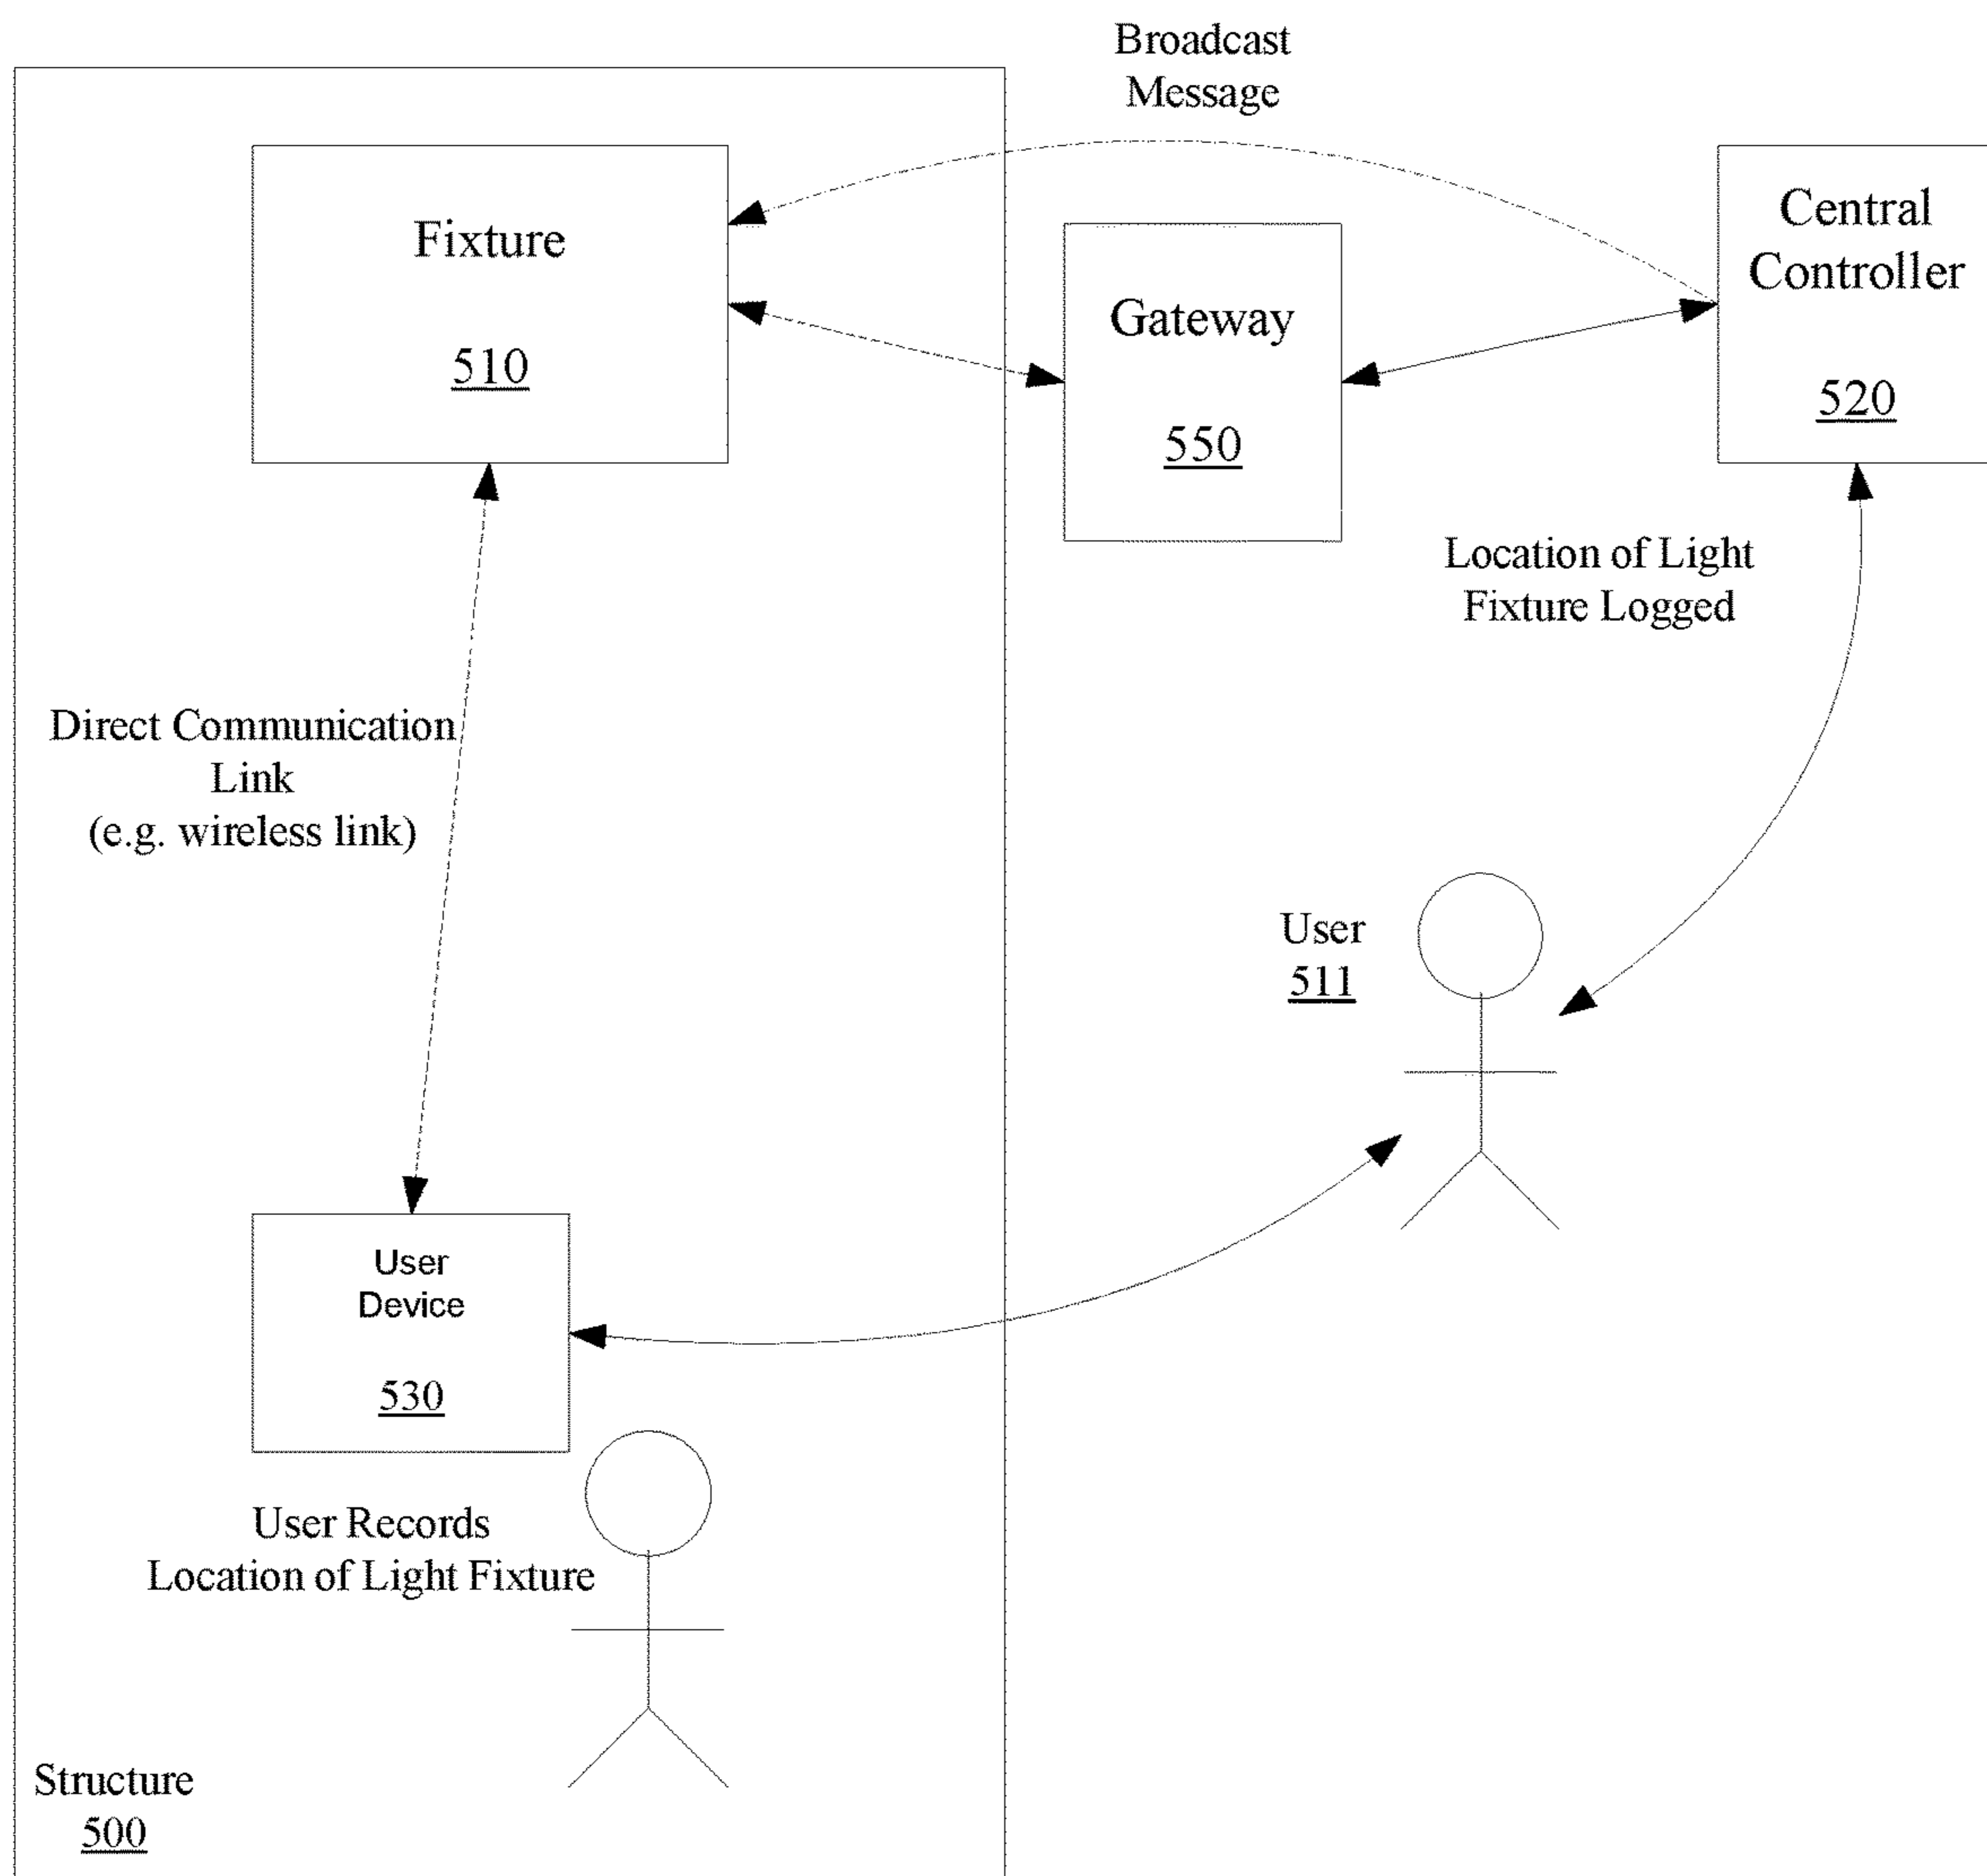 Broadcast
Message
Fixture
510
Gateway
550
Central
Controller
520
Location of Light
Fixture Logged
Direct Communication
Link
(e.g. wireless link)
User
511
User
Device
530
User Records
Location of Light Fixture
Structure
500